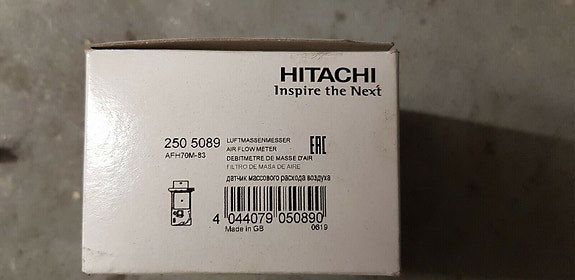 HITACHI
Inspire the Next
250 5089
AFH70M-83
LUFTMASSENMESSER
AIR FLOW METER
DEBITMETRE DE MASSE D'AIR
FILTRO DE MASA DE AIRE
датчик массового расхода воздуха
EAC
4 044079 050890
Made in GB
0619